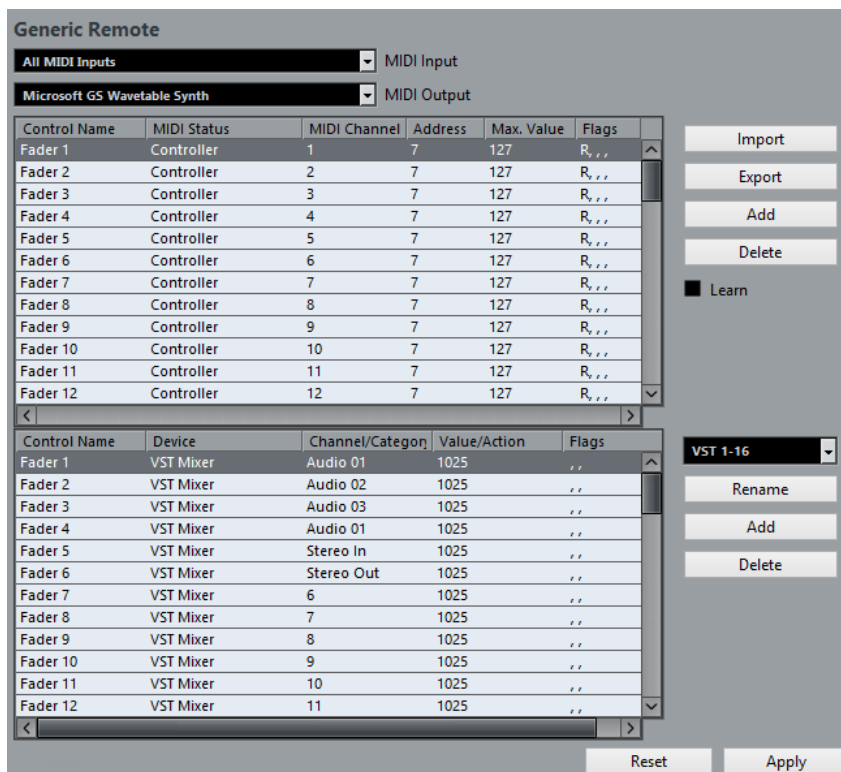 Generic Remote
All MIDI Inputs MIDI Input
Microsoft GS Wavetable Synth MIDI Output
Control Name MIDI Status MIDI Channel Address Max. Value Flags
Fader 1 Controller 1 7 127 R, , ,
Fader 2 Controller 2 7 127 R, , ,
Fader 3 Controller 3 7 127 R, , ,
Fader 4 Controller 4 7 127 R, , ,
Fader 5 Controller 5 7 127 R, , ,
Fader 6 Controller 6 7 127 R, , ,
Fader 7 Controller 7 7 127 R, , ,
Fader 8 Controller 8 7 127 R, , ,
Fader 9 Controller 9 7 127 R, , ,
Fader 10 Controller 10 7 127 R, , ,
Fader 11 Controller 11 7 127 R, , ,
Fader 12 Controller 12 7 127 R, , ,
Import
Export
Add
Delete
Learn
Control Name Device Channel/Categor Value/Action Flags
Fader 1 VST Mixer Audio 01 1025 , ,
Fader 2 VST Mixer Audio 02 1025 , ,
Fader 3 VST Mixer Audio 03 1025 , ,
Fader 4 VST Mixer Audio 01 1025 , ,
Fader 5 VST Mixer Stereo In 1025 , ,
Fader 6 VST Mixer Stereo Out 1025 , ,
Fader 7 VST Mixer 6 1025 , ,
Fader 8 VST Mixer 7 1025 , ,
Fader 9 VST Mixer 8 1025 , ,
Fader 10 VST Mixer 9 1025 , ,
Fader 11 VST Mixer 10 1025 , ,
Fader 12 VST Mixer 11 1025 , ,
VST 1-16
Rename
Add
Delete
Reset Apply